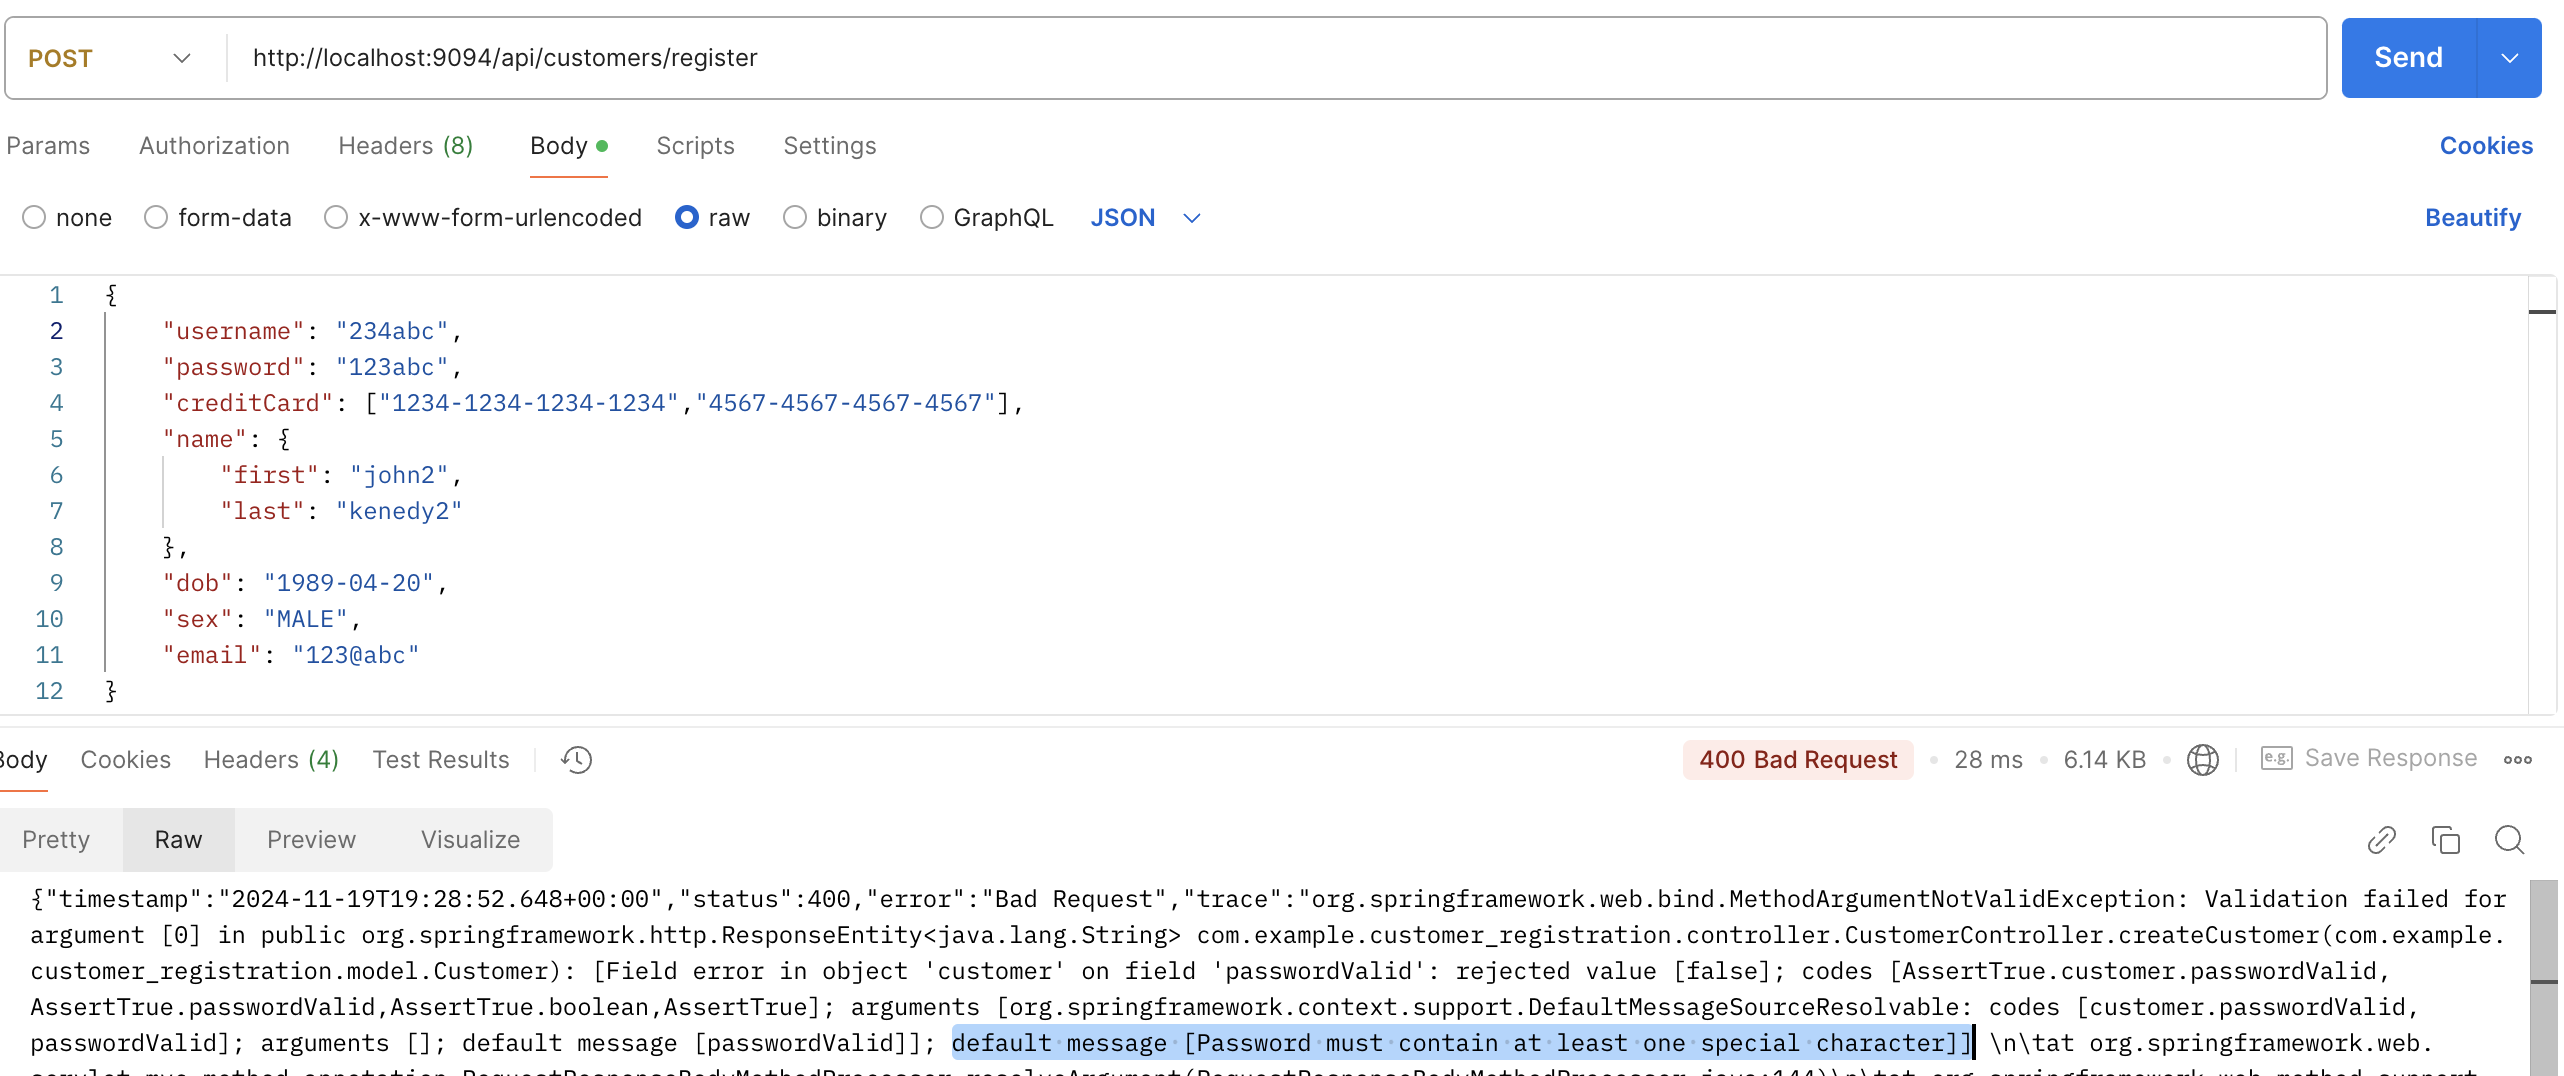 POST http://localhost:9094/api/customers/register Send
Params Authorization Headers (8) Body Scripts Settings Cookies
none form-data x-www-form-urlencoded raw binary GraphQL JSON Beautify
1 {
2 "username": "234abc",
3 "password": "123abc",
4 "creditCard": ["1234-1234-1234-1234","4567-4567-4567-4567"],
5 "name": {
6 "first": "john2",
7 "last": "kenedy2"
8 },
9 "dob": "1989-04-20",
10 "sex": "MALE",
11 "email": "123@abc"
12 }
Body Cookies Headers (4) Test Results 400 Bad Request 28 ms 6.14 KB e.g. Save Response
Pretty Raw Preview Visualize
{"timestamp":"2024-11-19T19:28:52.648+00:00","status":400,"error":"Bad Request","trace":"org.springframework.web.bind.MethodArgumentNotValidException: Validation failed for
argument [0] in public org.springframework.http.ResponseEntity<java.lang.String> com.example.customer_registration.controller.CustomerController.createCustomer(com.example.
customer_registration.model.Customer): [Field error in object 'customer' on field 'passwordValid': rejected value [false]; codes [AssertTrue.customer.passwordValid,
AssertTrue.passwordValid,AssertTrue.boolean,AssertTrue]; arguments [org.springframework.context.support.DefaultMessageSourceResolvable: codes [customer.passwordValid,
passwordValid]; arguments []; default message [passwordValid]]; default message [Password must contain at least one special character]] \n\tat org.springframework.web.